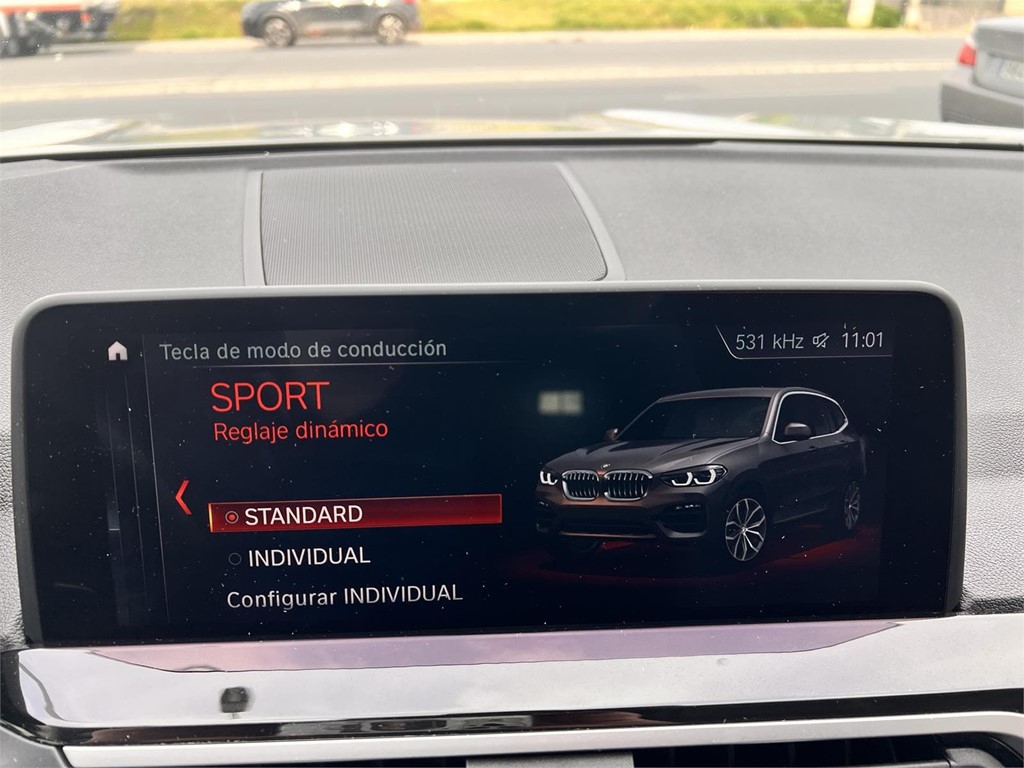 Tecla de modo de conducción
531 kHz 11:01
SPORT
Reglaje dinámico
STANDARD
INDIVIDUAL
Configurar INDIVIDUAL